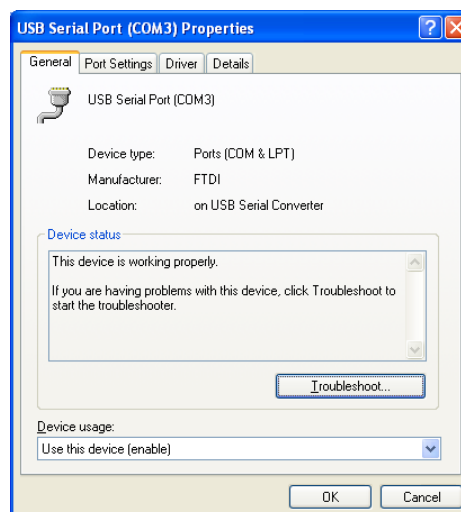 USB Serial Port (COM3) Properties
General Port Settings Driver Details
USB Serial Port (COM3)
Device type: Ports (COM & LPT)
Manufacturer: FTDI
Location: on USB Serial Converter
Device status
This device is working properly.
If you are having problems with this device, click Troubleshoot to
start the troubleshooter.
Troubleshoot...
Device usage:
Use this device (enable)
OK Cancel